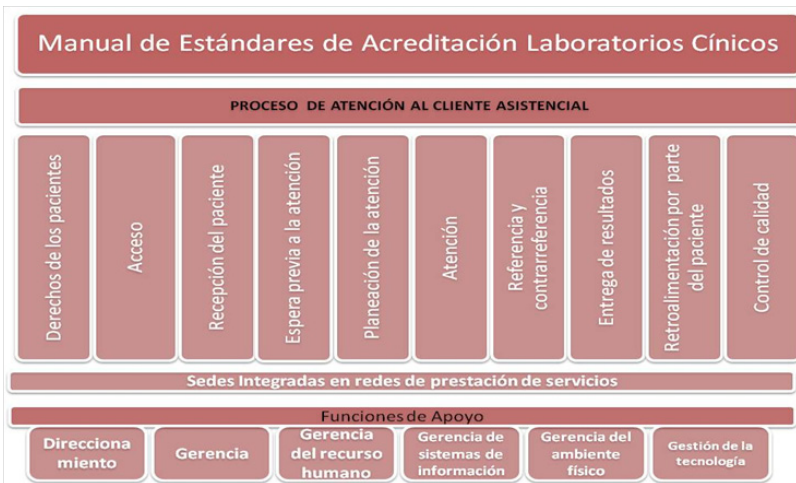 Manual de Estándares de Acreditación Laboratorios Cínicos
PROCESO DE ATENCIÓN AL CLIENTE ASISTENCIAL
Derechos de los pacientes
Acceso
Recepción del paciente
Espera previa a la atención
Planeación de la atención
Atención
Referencia y
contrarreferencia
Entrega de resultados
Retroalimentación por parte
del paciente
Control de calidad
Sedes Integradas en redes de prestación de servicios
Funciones de Apoyo
Direcciona
miento
Gerencia
Gerencia
del recurso
humano
Gerencia de
sistemas de
información
Gerencia del
ambiente
físico
Gestión de la
tecnología